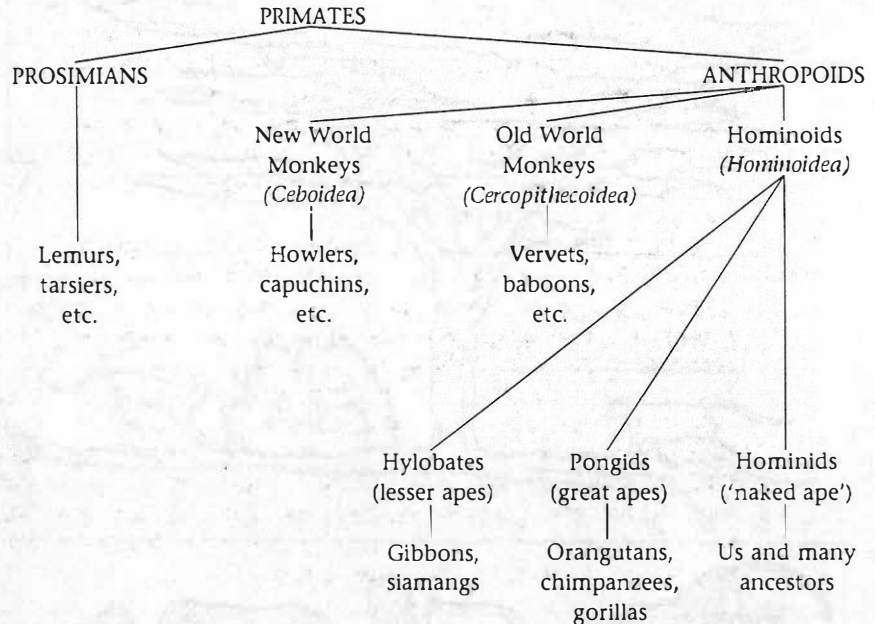 PRIMATES
PROSIMIANS
ANTHROPOIDS
New World
Monkeys
(Ceboidea)
Old World
Monkeys
(Cercopithecoidea)
Hominoids
(Hominoidea)
Lemurs,
tarsiers,
etc.
Howlers,
capuchins,
etc.
Vervets,
baboons,
etc.
Hylobates
(lesser apes)
Pongids
(great apes)
Hominids
('naked ape')
Gibbons,
siamangs
Orangutans,
chimpanzees,
gorillas
Us and many
ancestors